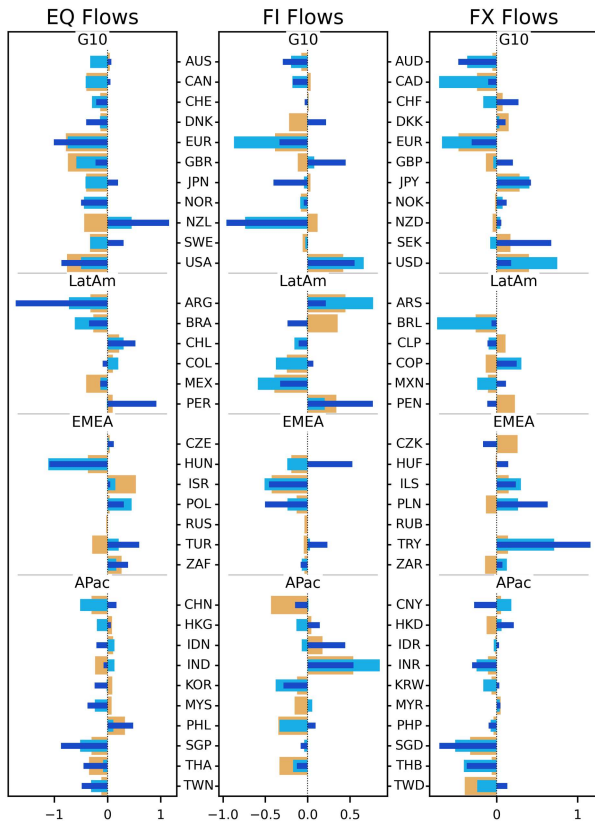 EQ Flows FI Flows FX Flows
G10 G10 G10
AUS AUD
CAN CAD
CHE CHF
DNK DKK
EUR EUR
GBR GBP
JPN JPY
NOR NOK
NZL NZD
SWE SEK
USA USD
LatAm LatAm LatAm
ARG ARS
BRA BRL
CHL CLP
COL COP
MEX MXN
PER PEN
EMEA EMEA EMEA
CZE CZK
HUN HUF
ISR ILS
POL PLN
RUS RUB
TUR TRY
ZAF ZAR
APac APac APac
CHN CNY
HKG HKD
IDN IDR
IND INR
KOR KRW
MYS MYR
PHL PHP
SGP SGD
THA THB
TWN TWD
−1 0 1 −1.0 −0.5 0.0 0.5 0 1